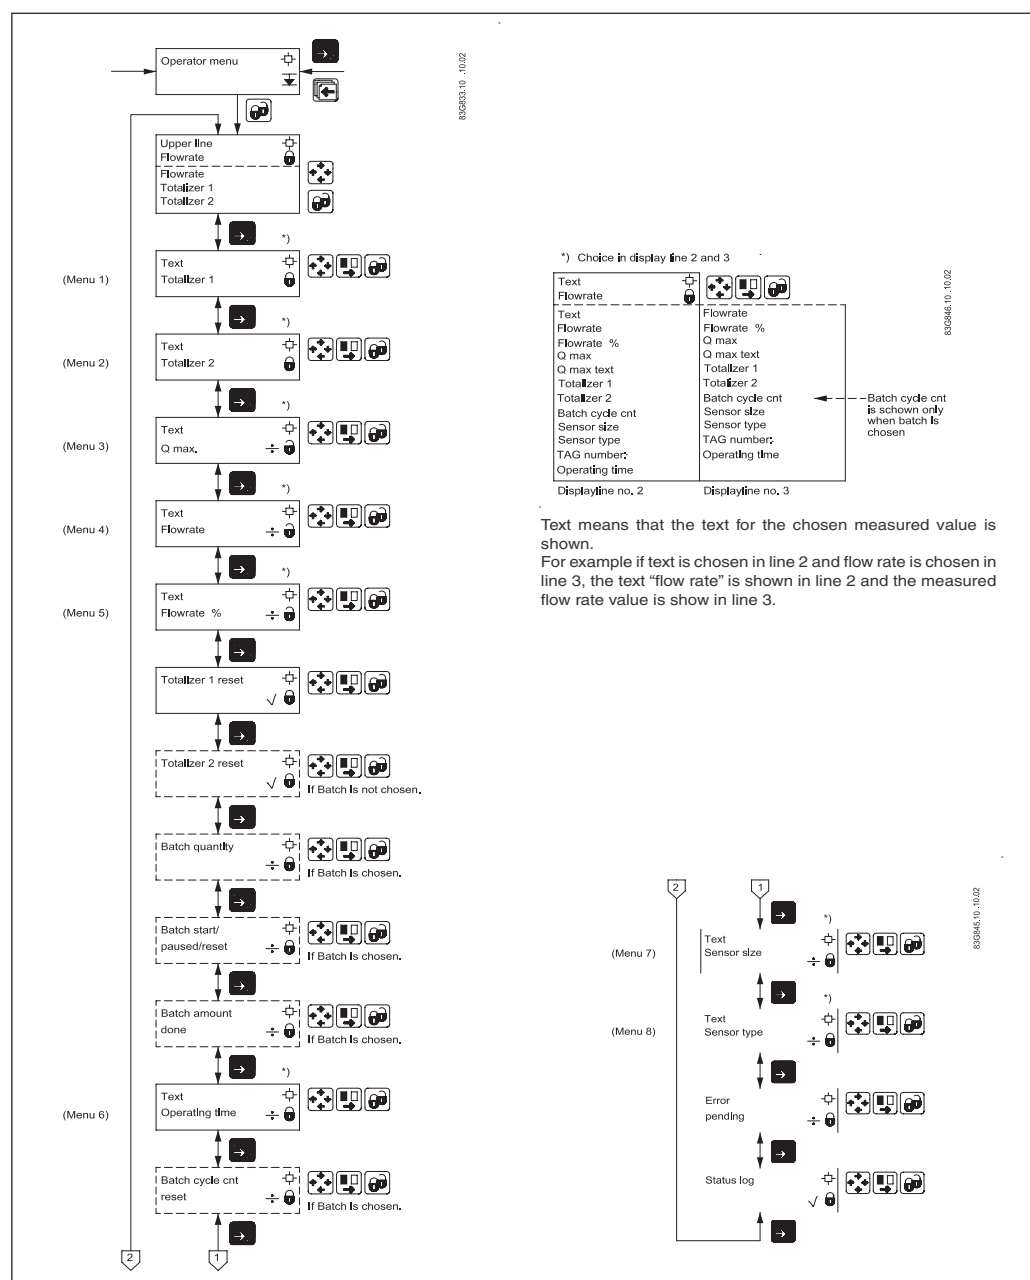 Operator menu
83G833.10 .10.02
Upper line
Flowrate
Flowrate
Totalizer 1
Totalizer 2
*)
(Menu 1)
Text
Totalizer 1
*)
(Menu 2)
Text
Totalizer 2
*)
(Menu 3)
Text
Q max.
*)
(Menu 4)
Text
Flowrate
*)
(Menu 5)
Text
Flowrate %
Totalizer 1 reset
Totalizer 2 reset
If Batch is not chosen.
Batch quantity
If Batch is chosen.
Batch start/
paused/reset
If Batch is chosen.
Batch amount
done
If Batch is chosen.
*)
(Menu 6)
Text
Operating time
Batch cycle cnt
reset
If Batch is chosen.
2
1
*) Choice in display line 2 and 3
83G846.10 .10.02
Text
Flowrate
Text
Flowrate
Flowrate %
Q max
Q max text
Totalizer 1
Totalizer 2
Batch cycle cnt
Sensor size
Sensor type
TAG number:
Operating time
Displayline no. 2
Flowrate
Flowrate %
Q max
Q max text
Totalizer 1
Totalizer 2
Batch cycle cnt
Sensor size
Sensor type
TAG number:
Operating time
Displayline no. 3
Batch cycle cnt
is schown only
when batch is
chosen
Text means that the text for the chosen measured value is
shown.
For example if text is chosen in line 2 and flow rate is chosen in
line 3, the text “flow rate” is shown in line 2 and the measured
flow rate value is show in line 3.
2
1
83G845.10 .10.02
*)
(Menu 7)
Text
Sensor size
*)
(Menu 8)
Text
Sensor type
Error
pending
Status log